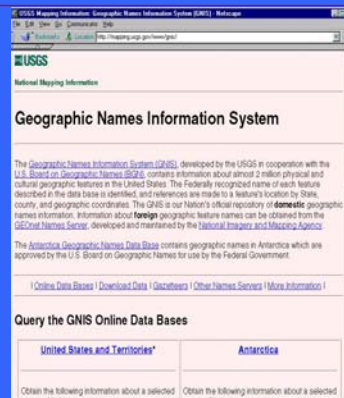 USGS Mapping Information: Geographic Names Information System (GNIS) - Netscape
File Edit View Go Communicator Help
Bookmarks Location: http://mapping.usgs.gov/www/gnis/
USGS
National Mapping Information
Geographic Names Information System
The Geographic Names Information System (GNIS), developed by the USGS in cooperation with the
U.S. Board on Geographic Names (BGN), contains information about almost 2 million physical and
cultural geographic features in the United States. The Federally recognized name of each feature
described in the data base is identified, and references are made to a feature's location by State,
county, and geographic coordinates. The GNIS is our Nation's official repository of domestic geographic
names information. Information about foreign geographic feature names can be obtained from the
GEOnet Names Server, developed and maintained by the National Imagery and Mapping Agency.
The Antarctica Geographic Names Data Base contains geographic names in Antarctica which are
approved by the U.S. Board on Geographic Names for use by the Federal Government.
| Online Data Bases | Download Data | Gazetteers | Other Names Servers | More Information |
Query the GNIS Online Data Bases
United States and Territories* Antarctica
Obtain the following information about a selected Obtain the following information about a selected